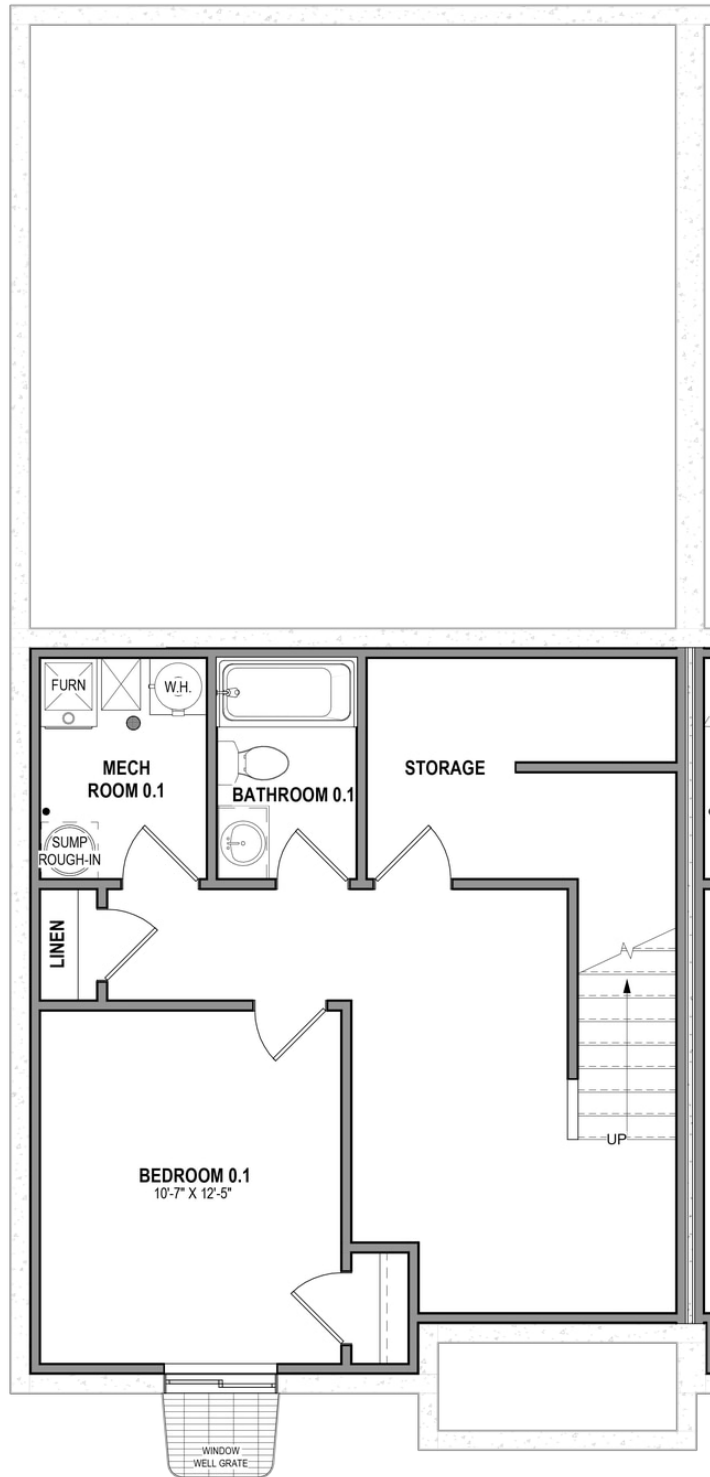 FURN
W.H.
MECH
ROOM 0.1
BATHROOM 0.1
STORAGE
SUMP
ROUGH-IN
LINEN
UP
BEDROOM 0.1
10'-7" X 12'-5"
WINDOW
WELL GRATE